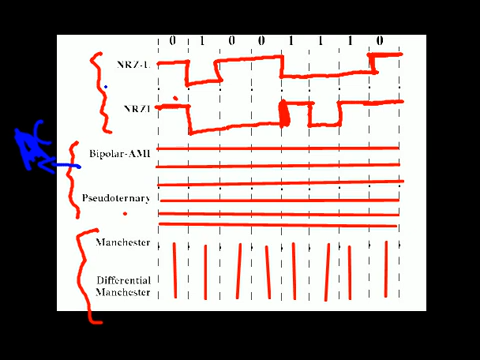 0 1 0 0 1 1 1 0
NRZ-L
NRZI
Bipolar-AMI
Pseudoternary
Manchester
Differential
Manchester